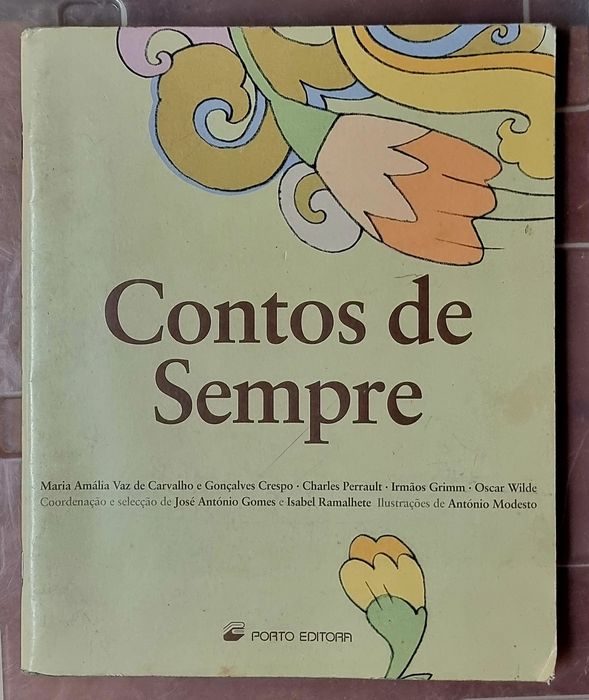 Contos de
Sempre
Maria Amália Vaz de Carvalho e Gonçalves Crespo · Charles Perrault · Irmãos Grimm · Oscar Wilde
Coordenação e selecção de José António Gomes e Isabel Ramalhete Ilustrações de António Modesto
PORTO EDITORA